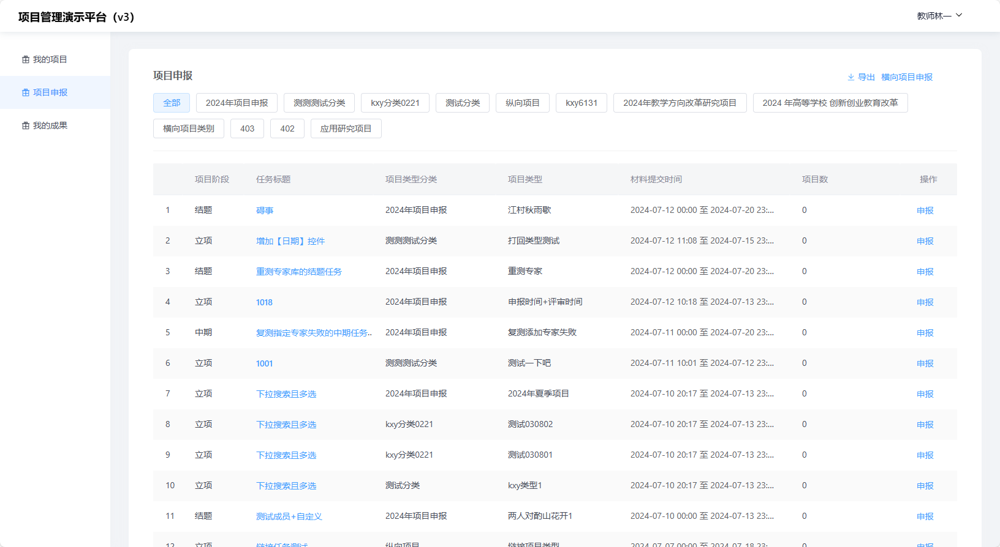 项目管理演示平台（v3）
教师林一
我的项目
项目申报
我的成果
项目申报
导出 横向项目申报
全部 2024年项目申报 测测测试分类 kxy分类0221 测试分类 纵向项目 kxy6131 2024年教学方向改革研究项目 2024 年高等学校 创新创业教育改革
横向项目类别 403 402 应用研究项目
项目阶段 任务标题 项目类型分类 项目类型 材料提交时间 项目数 操作
1 结题 碍事 2024年项目申报 江村秋雨歇 2024-07-12 00:00 至 2024-07-20 23:... 0 申报
2 立项 增加【日期】控件 测测测试分类 打回类型测试 2024-07-12 11:08 至 2024-07-15 23:... 0 申报
3 结题 重测专家库的结题任务 2024年项目申报 重测专家 2024-07-12 00:00 至 2024-07-20 23:... 0 申报
4 立项 1018 2024年项目申报 申报时间+评审时间 2024-07-12 10:18 至 2024-07-13 23:... 0 申报
5 中期 复测指定专家失败的中期任务.. 2024年项目申报 复测添加专家失败 2024-07-11 00:00 至 2024-07-20 23:... 0 申报
6 立项 1001 测测测试分类 测试一下吧 2024-07-11 10:01 至 2024-07-12 23:... 0 申报
7 立项 下拉搜索且多选 2024年项目申报 2024年夏季项目 2024-07-10 20:17 至 2024-07-13 23:... 0 申报
8 立项 下拉搜索且多选 kxy分类0221 测试030802 2024-07-10 20:17 至 2024-07-13 23:... 0 申报
9 立项 下拉搜索且多选 kxy分类0221 测试030801 2024-07-10 20:17 至 2024-07-13 23:... 0 申报
10 立项 下拉搜索且多选 测试分类 kxy类型1 2024-07-10 20:17 至 2024-07-13 23:... 0 申报
11 结题 测试成员+自定义 2024年项目申报 两人对酌山花开1 2024-07-10 00:00 至 2024-07-13 23:... 0 申报
12 立项 链接任务测试 纵向项目 链接项目类型 2024-07-07 00:00 至 2024-07-18 23:... 0 申报